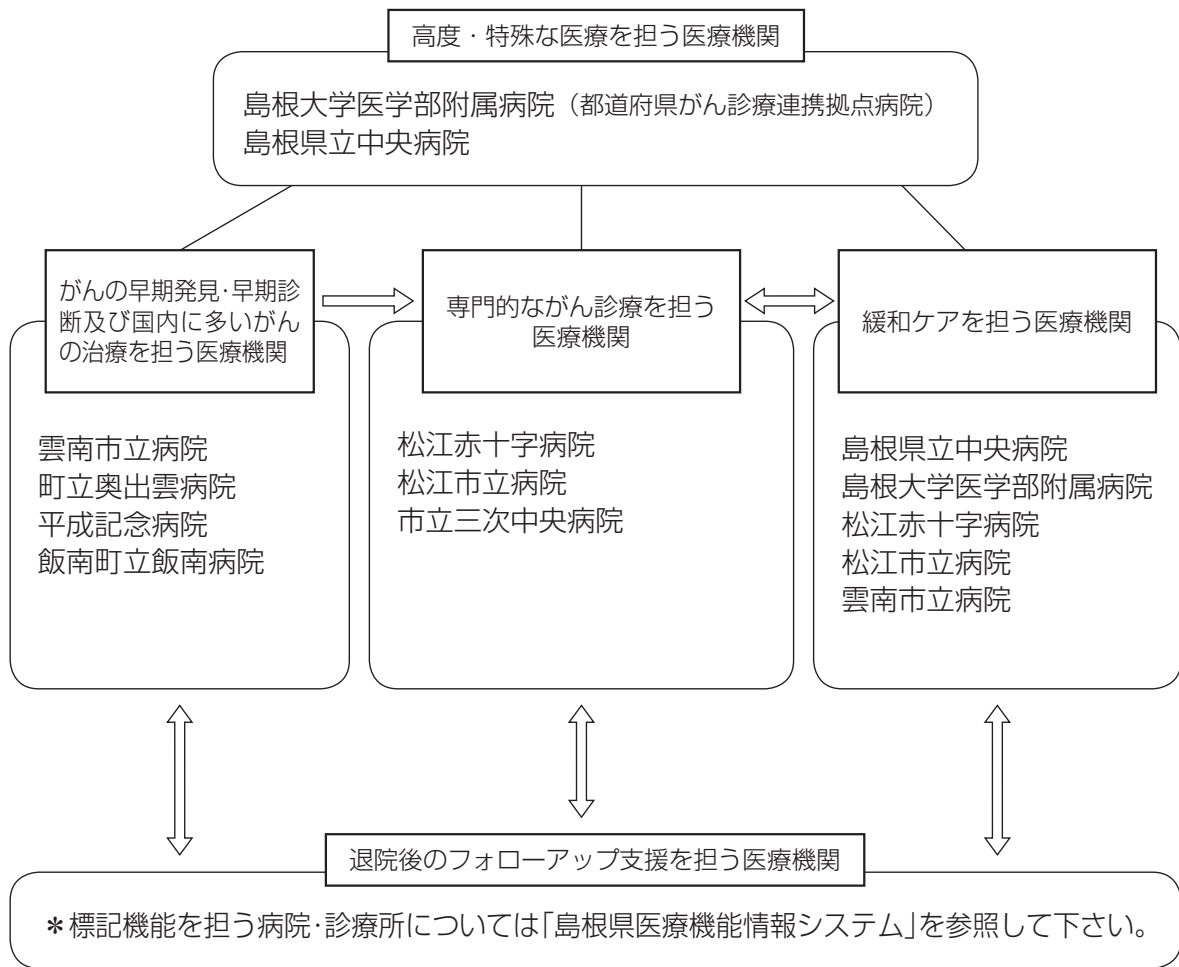 高度・特殊な医療を担う医療機関
島根大学医学部附属病院（都道府県がん診療連携拠点病院）
島根県立中央病院
がんの早期発見･早期診
断及び国内に多いがん
の治療を担う医療機関
雲南市立病院
町立奥出雲病院
平成記念病院
飯南町立飯南病院
専門的ながん診療を担う
医療機関
松江赤十字病院
松江市立病院
市立三次中央病院
緩和ケアを担う医療機関
島根県立中央病院
島根大学医学部附属病院
松江赤十字病院
松江市立病院
雲南市立病院
退院後のフォローアップ支援を担う医療機関
＊標記機能を担う病院･診療所については｢島根県医療機能情報システム｣を参照して下さい。